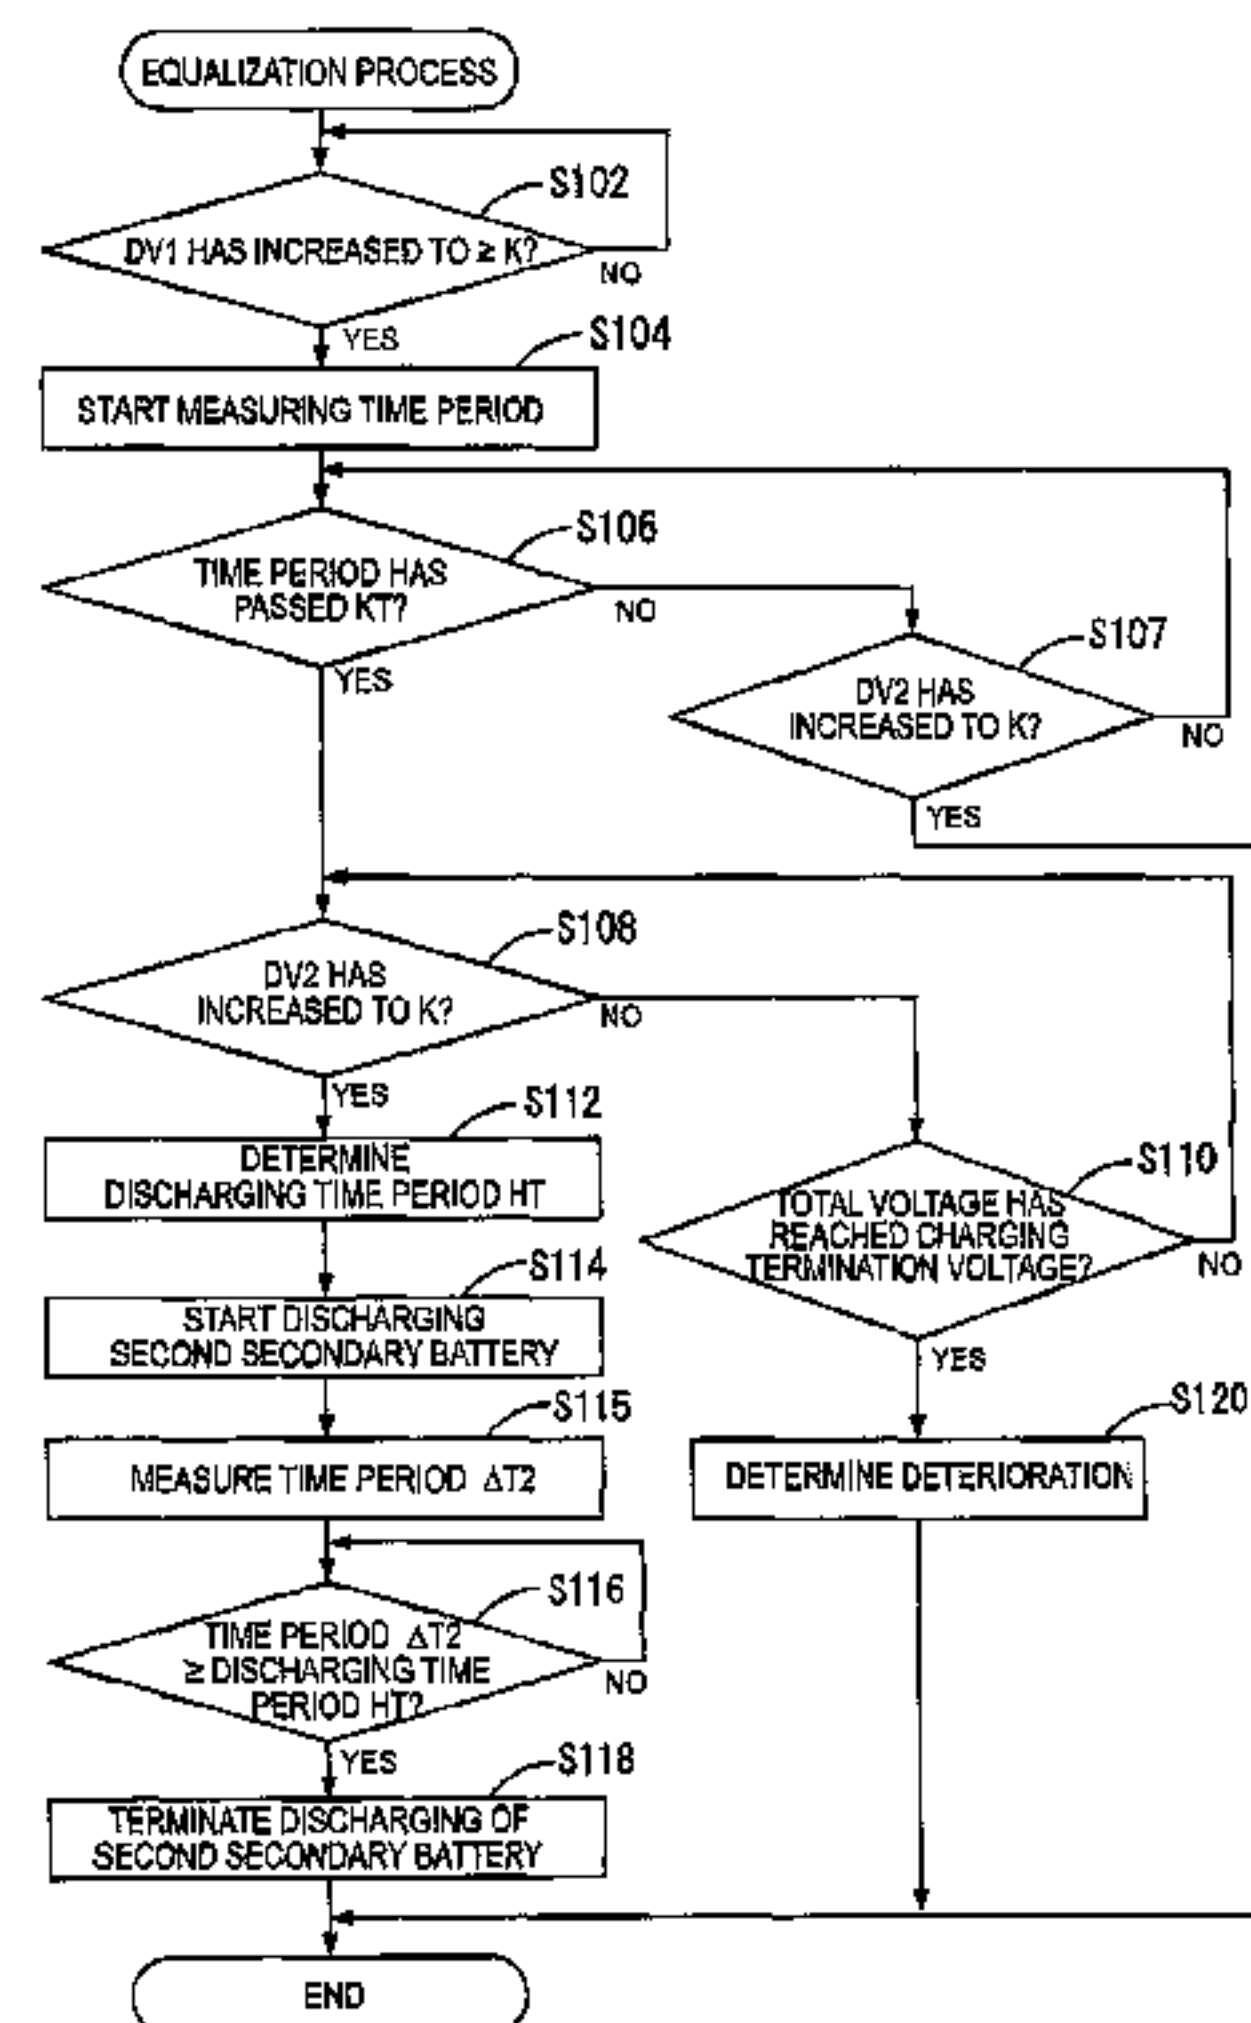 EQUALIZATION PROCESS
S102
DV1 HAS INCREASED TO ≥ K?
NO
YES
S104
START MEASURING TIME PERIOD
S106
TIME PERIOD HAS
PASSED KT?
NO
YES
S107
DV2 HAS
INCREASED TO K?
NO
YES
S108
DV2 HAS
INCREASED TO K?
NO
YES
S112
DETERMINE
DISCHARGING TIME PERIOD HT
S110
TOTAL VOLTAGE HAS
REACHED CHARGING
TERMINATION VOLTAGE?
NO
YES
S114
START DISCHARGING
SECOND SECONDARY BATTERY
S115
MEASURE TIME PERIOD ΔT2
S120
DETERMINE DETERIORATION
S116
TIME PERIOD ΔT2
≥ DISCHARGING TIME
PERIOD HT?
NO
YES
S118
TERMINATE DISCHARGING OF
SECOND SECONDARY BATTERY
END